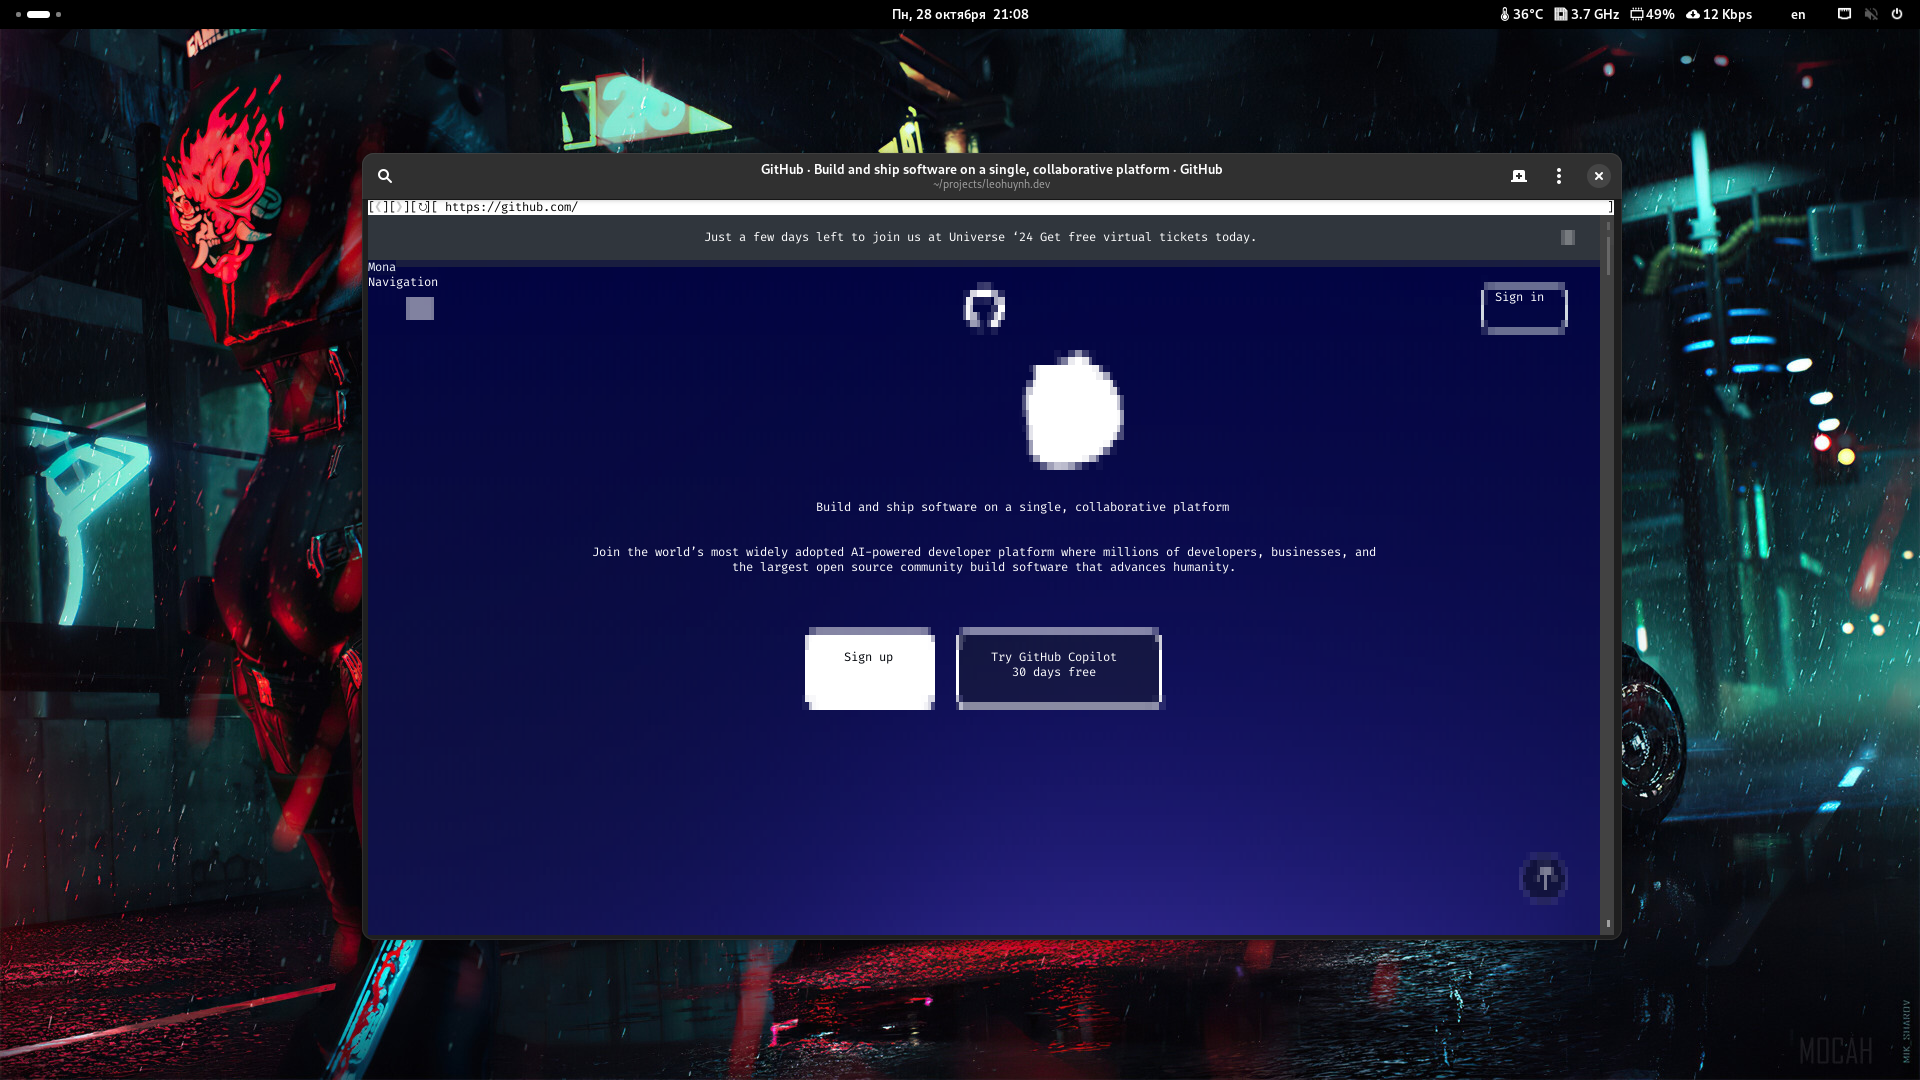 Пн, 28 октября 21:08
36°C 3.7 GHz 49% 12 Kbps en
20
GitHub · Build and ship software on a single, collaborative platform · GitHub
~/projects/leohuynh.dev
[❬][❭][↻][ https://github.com/ ]
Just a few days left to join us at Universe ‘24 Get free virtual tickets today.
Mona
Navigation
Sign in
Build and ship software on a single, collaborative platform
Join the world’s most widely adopted AI-powered developer platform where millions of developers, businesses, and
the largest open source community build software that advances humanity.
Sign up
Try GitHub Copilot
30 days free
MOCAH
MIK_SHARDV